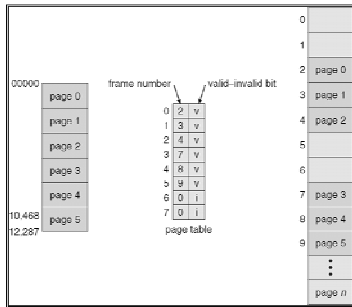 00000
page 0
page 1
page 2
page 3
page 4
page 5
10,468
12,287
frame number
valid–invalid bit
0 2 v
1 3 v
2 4 v
3 7 v
4 8 v
5 9 v
6 0 i
7 0 i
page table
0
1
2 page 0
3 page 1
4 page 2
5
6
7 page 3
8 page 4
9 page 5
page n